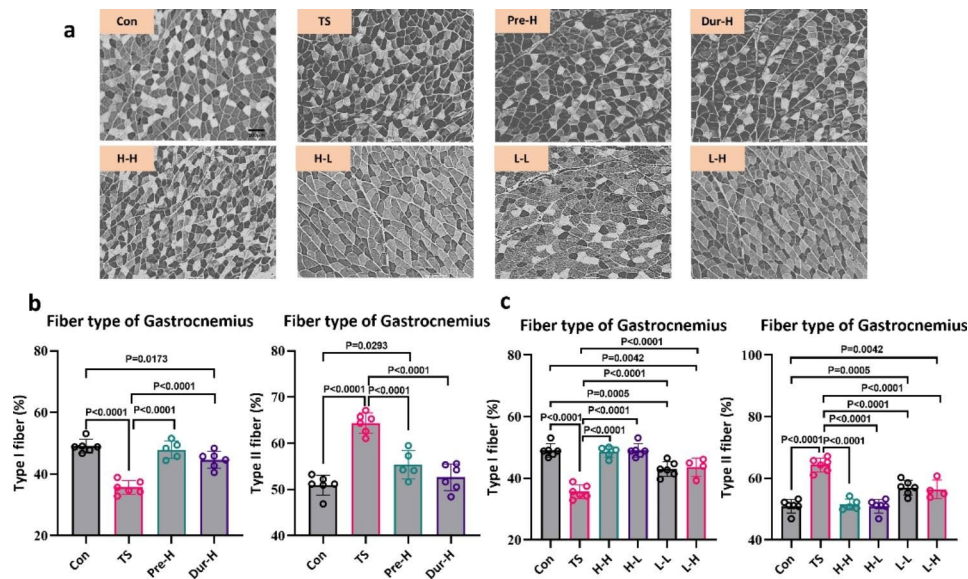 a
Con
TS
Pre-H
Dur-H
H-H
H-L
L-L
L-H
b
Fiber type of Gastrocnemius
Type I fiber (%)
80
60
40
20
P=0.0173
P<0.0001
P<0.0001
P<0.0001
Con
TS
Pre-H
Dur-H
Fiber type of Gastrocnemius
Type II fiber (%)
80
70
60
50
40
P=0.0293
P<0.0001
P<0.0001
P<0.0001
Con
TS
Pre-H
Dur-H
c
Fiber type of Gastrocnemius
Type I fiber (%)
80
60
40
20
P<0.0001
P=0.0042
P<0.0001
P=0.0005
P<0.0001
P<0.0001
P<0.0001
Con
TS
H-H
H-L
L-L
L-H
Fiber type of Gastrocnemius
Type II fiber (%)
100
80
60
40
P=0.0042
P=0.0005
P<0.0001
P<0.0001
P<0.0001
P<0.0001
P<0.0001
Con
TS
H-H
H-L
L-L
L-H